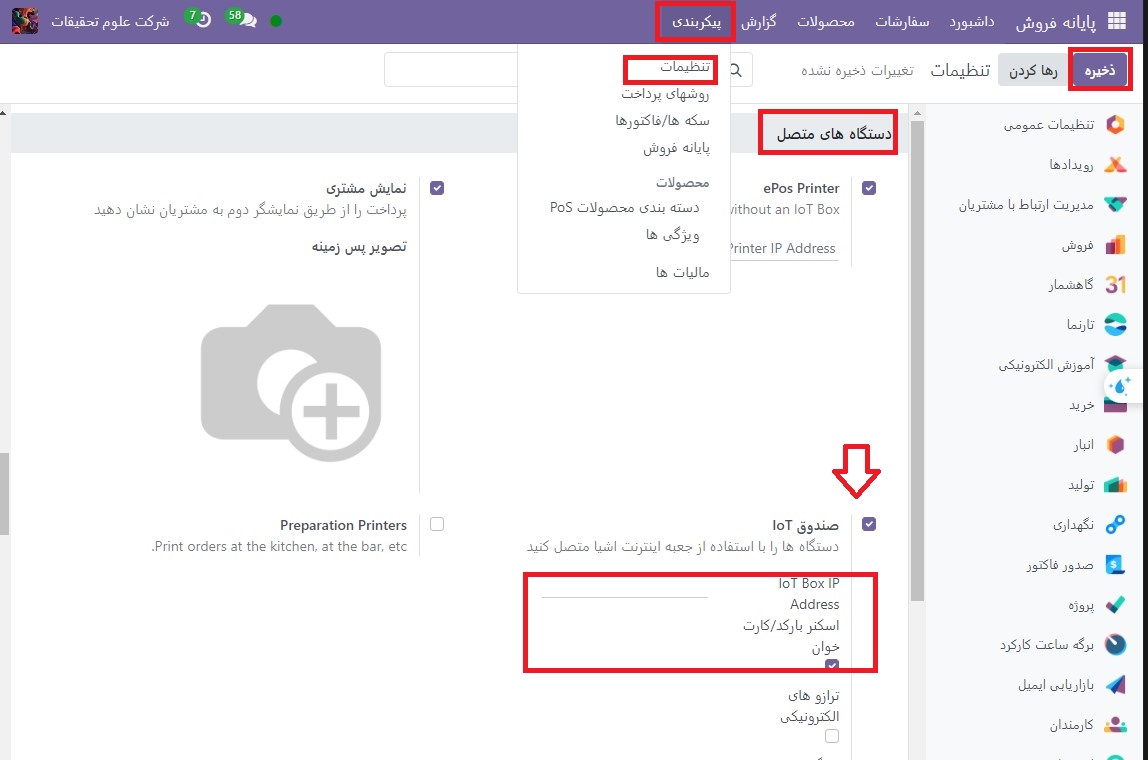 پایانه فروش
داشبورد
سفارشات
محصولات
گزارش
پیکربندی
58
7
شرکت علوم تحقیقات
ذخیره
رها کردن
تنظیمات
تغییرات ذخیره نشده
تنظیمات
روشهای پرداخت
سکه ها/فاکتورها
پایانه فروش
محصولات
دسته بندی محصولات PoS
ویژگی ها
مالیات ها
تنظیمات عمومی
رویدادها
مدیریت ارتباط با مشتریان
فروش
31
گاهشمار
تارنما
آموزش الکترونیکی
خرید
انبار
تولید
نگهداری
صدور فاکتور
پروژه
برگه ساعت کارکرد
بازاریابی ایمیل
کارمندان
دستگاه های متصل
ePos Printer
without an IoT Box
Printer IP Address
نمایش مشتری
پرداخت را از طریق نمایشگر دوم به مشتریان نشان دهید
تصویر پس زمینه
صندوق IoT
دستگاه ها را با استفاده از جعبه اینترنت اشیا متصل کنید
IoT Box IP
Address
اسکنر بارکد/کارت
خوان
ترازو های
الکترونیکی
Preparation Printers
Print orders at the kitchen, at the bar, etc.